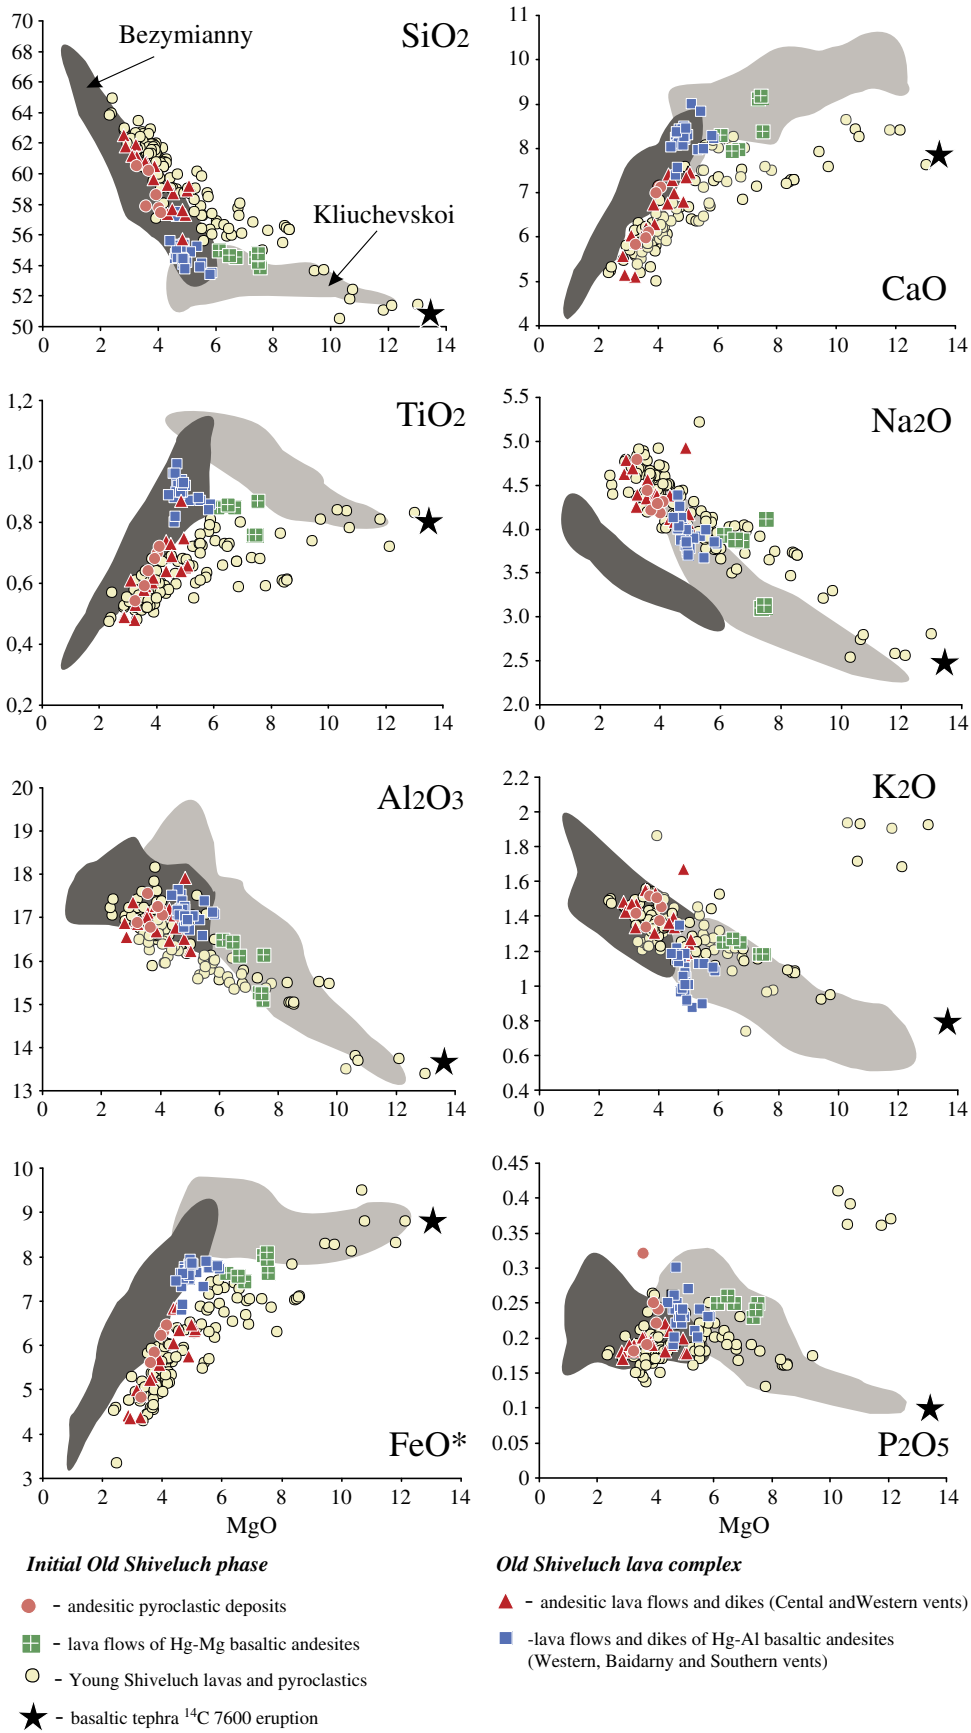 SiO2
Bezymianny
Kliuchevskoi
70
68
66
64
62
60
58
56
54
52
50
0 2 4 6 8 10 12 14
CaO
11
10
9
8
7
6
5
4
0 2 4 6 8 10 12 14
TiO2
1,2
1,0
0,8
0,6
0,4
0,2
0 2 4 6 8 10 12 14
Na2O
5.5
5.0
4.5
4.0
3.5
3.0
2.5
2.0
0 2 4 6 8 10 12 14
Al2O3
20
19
18
17
16
15
14
13
0 2 4 6 8 10 12 14
K2O
2.2
2
1.8
1.6
1.4
1.2
1
0.8
0.6
0.4
0 2 4 6 8 10 12 14
FeO*
10
9
8
7
6
5
4
3
0 2 4 6 8 10 12 14
MgO
P2O5
0.45
0.4
0.35
0.3
0.25
0.2
0.15
0.1
0.05
0
0 2 4 6 8 10 12 14
MgO
Initial Old Shiveluch phase
- andesitic pyroclastic deposits
- lava flows of Hg-Mg basaltic andesites
- Young Shiveluch lavas and pyroclastics
- basaltic tephra 14C 7600 eruption
Old Shiveluch lava complex
- andesitic lava flows and dikes (Cental andWestern vents)
-lava flows and dikes of Hg-Al basaltic andesites
(Western, Baidarny and Southern vents)